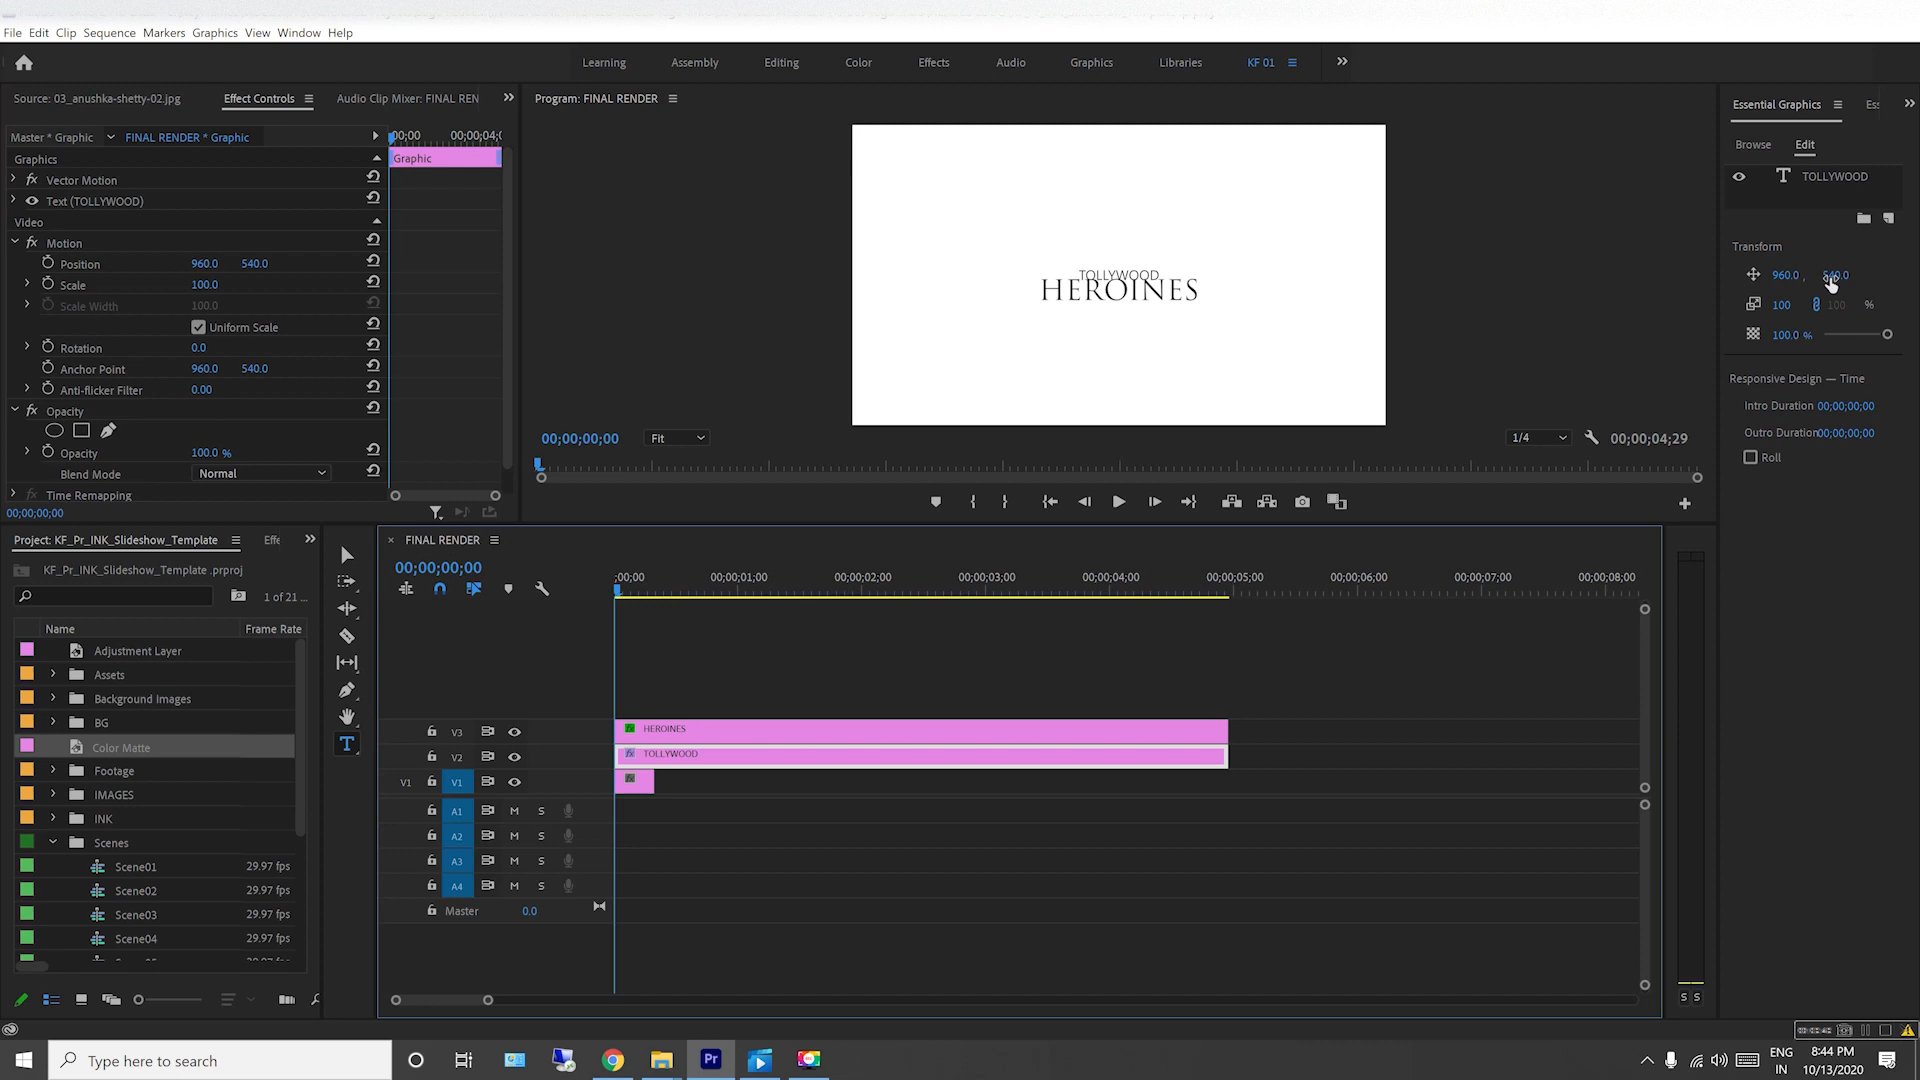 File Edit Clip Sequence Markers Graphics View Window Help
Learning Assembly Editing Color Effects Audio Graphics Libraries KF 01
Source: 03_anushka-shetty-02.jpg Effect Controls Audio Clip Mixer: FINAL REN
Program: FINAL RENDER
Essential Graphics Es
Master * Graphic FINAL RENDER * Graphic
00;00 00;00;04;0
Graphics
Graphic
Vector Motion
Text (TOLLYWOOD)
Video
Motion
Position 960.0 540.0
Scale 100.0
Scale Width 100.0
Uniform Scale
Rotation 0.0
Anchor Point 960.0 540.0
Anti-flicker Filter 0.00
Opacity
Opacity 100.0 %
Blend Mode Normal
Time Remapping
00;00;00;00
TOLLYWOOD
HEROINES
00;00;00;00 Fit 1/4 00;00;04;29
Browse Edit
TOLLYWOOD
Transform
960.0 , 540.0
100 100 %
100.0 %
Responsive Design — Time
Intro Duration 00;00;00;00
Outro Duration 00;00;00;00
Roll
Project: KF_Pr_INK_Slideshow_Template Effe
KF_Pr_INK_Slideshow_Template .prproj
1 of 21 ...
Name Frame Rate
Adjustment Layer
Assets
Background Images
BG
Color Matte
Footage
IMAGES
INK
Scenes
Scene01 29.97 fps
Scene02 29.97 fps
Scene03 29.97 fps
Scene04 29.97 fps
FINAL RENDER
00;00;00;00
;00;00 00;00;01;00 00;00;02;00 00;00;03;00 00;00;04;00 00;00;05;00 00;00;06;00 00;00;07;00 00;00;08;00
V3 HEROINES
V2 TOLLYWOOD
V1 V1
A1 M S
A2 M S
A3 M S
A4 M S
Master 0.0
S S
Type here to search
Pr
ENG
IN
8:44 PM
10/13/2020